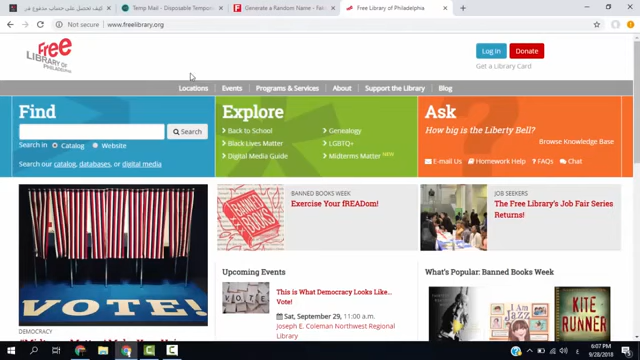 Temp Mail - Disposable Tempora
Generate a Random Name - Fak
Free Library of Philadelphia
Not secure
www.freelibrary.org
Free
LIBRARY
OF
PHILADELPHIA
Log In
Donate
Get a Library Card
Locations
Events
Programs & Services
About
Support the Library
Blog
Find
Search
Search in
Catalog
Website
Search our catalog, databases, or digital media
Explore
Back to School
Black Lives Matter
Digital Media Guide
Genealogy
LGBTQ+
Midterms Matter NEW
Ask
How big is the Liberty Bell?
Browse Knowledge Base
E-mail Us
Homework Help
FAQs
Chat
VOTE!
DEMOCRACY
BANNED BOOKS
BANNED BOOKS WEEK
Exercise Your fREADom!
JOB SEEKERS
The Free Library's Job Fair Series
Returns!
Upcoming Events
VOTE
This is What Democracy Looks Like...
Vote!
Sat, September 29, 11:00 a.m.
Joseph E. Coleman Northwest Regional
Library
What's Popular: Banned Books Week
I Am
JAZZ
KITE
RUNNER
6:07 PM
9/28/2018